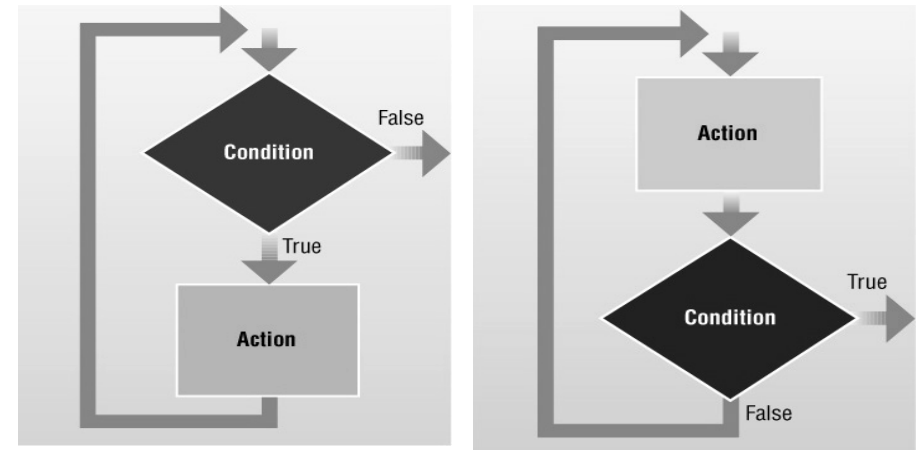 False
Condition
True
Action
Action
True
Condition
False